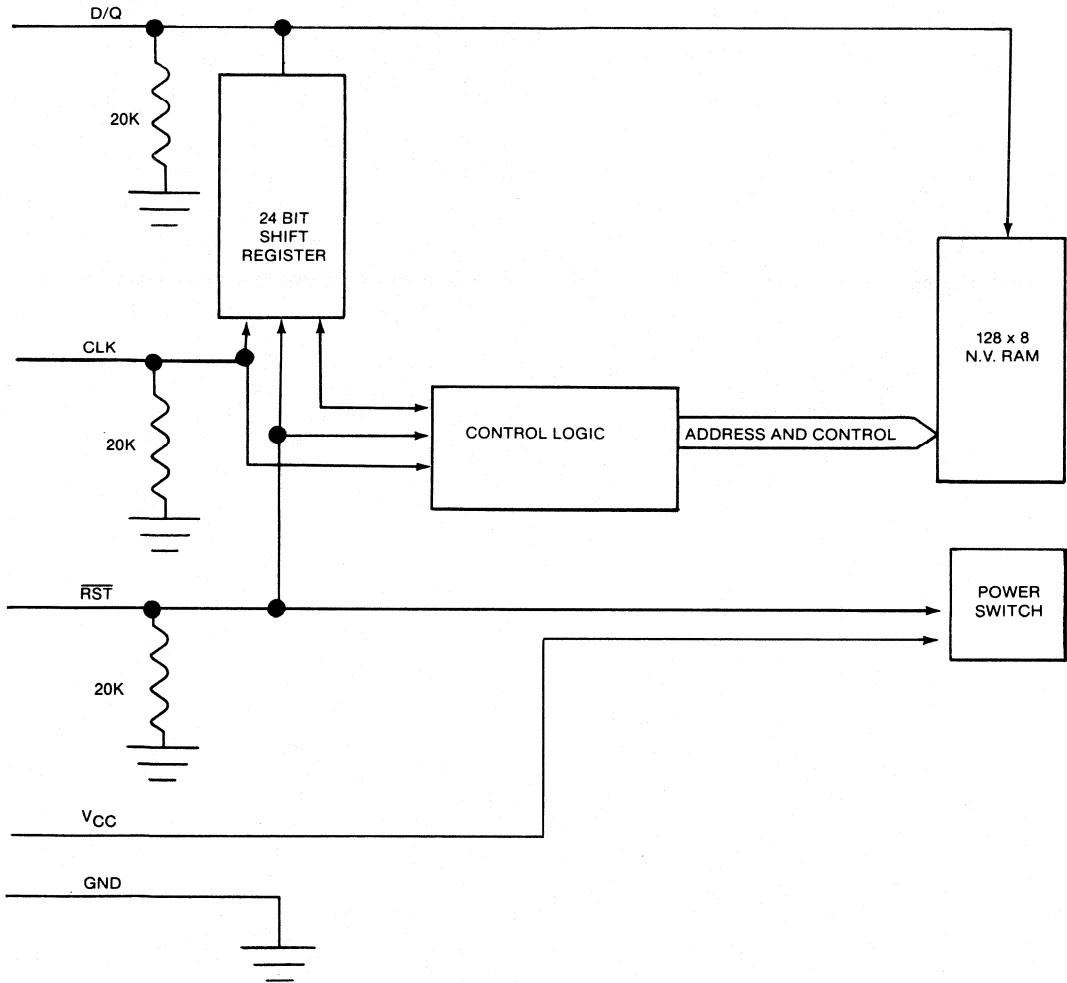 D/Q
20K
24 BIT
SHIFT
REGISTER
CLK
20K
128 x 8
N.V. RAM
CONTROL LOGIC
ADDRESS AND CONTROL
RST
POWER
SWITCH
20K
VCC
GND